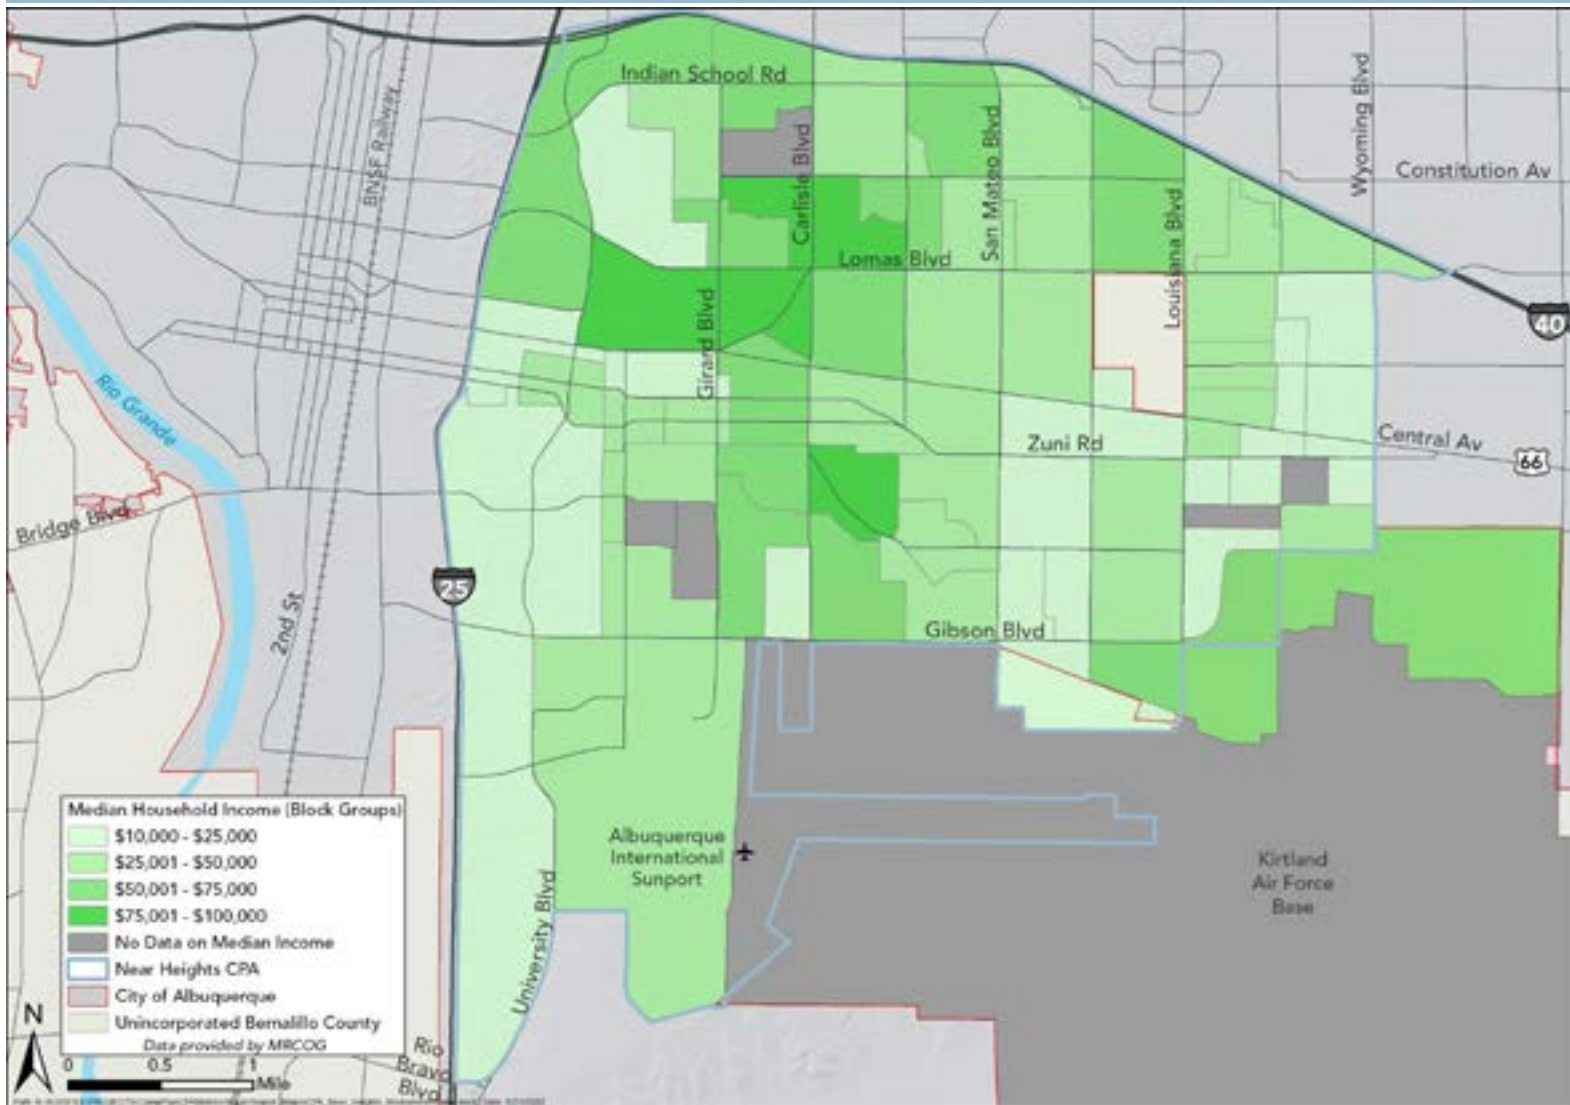 Indian School Rd
BNSF Railway
Carlisle Blvd
San Mateo Blvd
Wyoming Blvd
Constitution Av
Louisiana Blvd
Lomas Blvd
Girard Blvd
40
Rio Grande
Zuni Rd
Central Av
66
Bridge Blvd
25
2nd St
Gibson Blvd
Albuquerque
International
Sunport
Kirtland
Air Force
Base
University Blvd
Median Household Income (Block Groups)
$10,000 - $25,000
$25,001 - $50,000
$50,001 - $75,000
$75,001 - $100,000
No Data on Median Income
Near Heights CPA
City of Albuquerque
Unincorporated Bernalillo County
Data provided by MRCOG
N
0 0.5 1
Mile
Rio
Bravo
Blvd